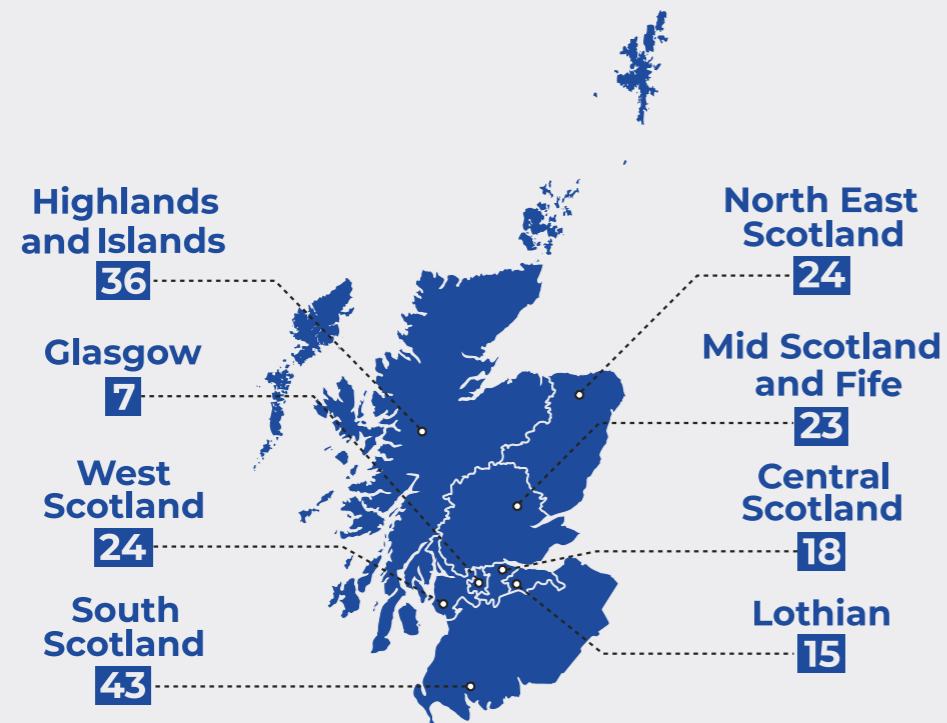 Highlands
and Islands
36
Glasgow
7
West
Scotland
24
South
Scotland
43
North East
Scotland
24
Mid Scotland
and Fife
23
Central
Scotland
18
Lothian
15